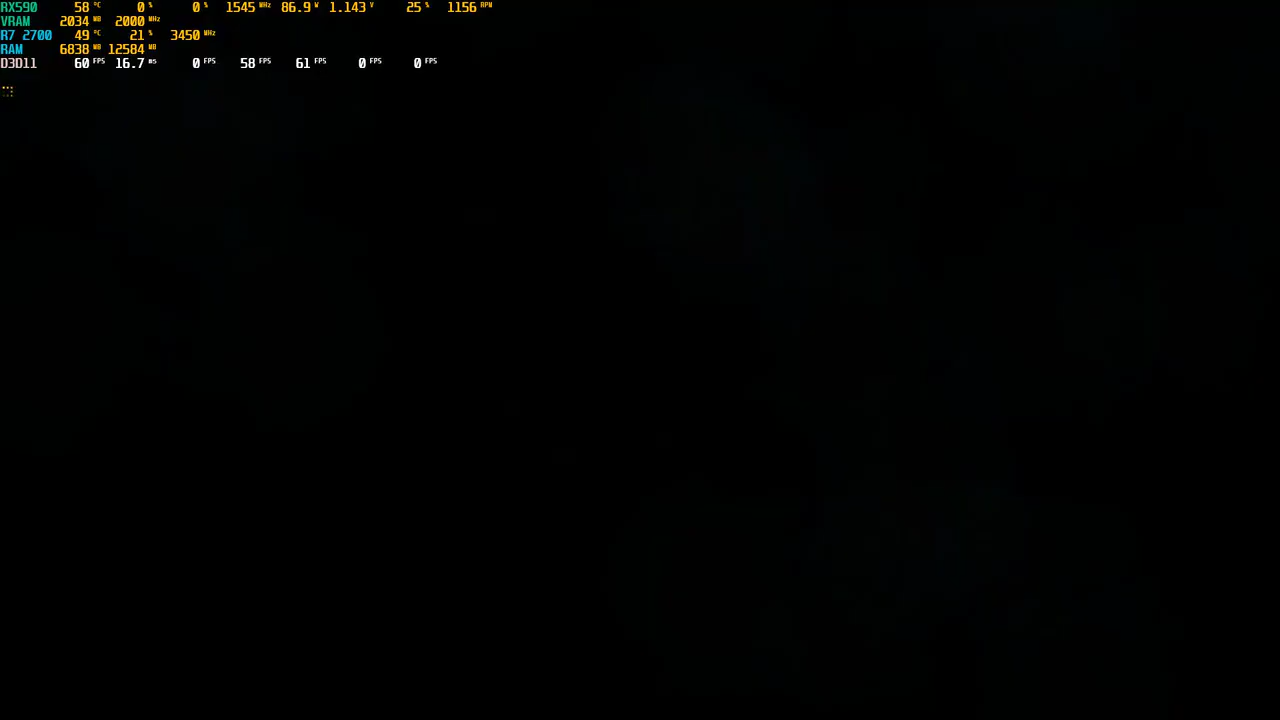 RX590 58 °C 0 % 0 % 1545 MHz 86.9 W 1.143 V 25 % 1156 RPM
VRAM 2034 MB 2000 MHz
R7 2700 49 °C 21 % 3450 MHz
RAM 6838 MB 12584 MB
D3D11 60 FPS 16.7 ms 0 FPS 58 FPS 61 FPS 0 FPS 0 FPS